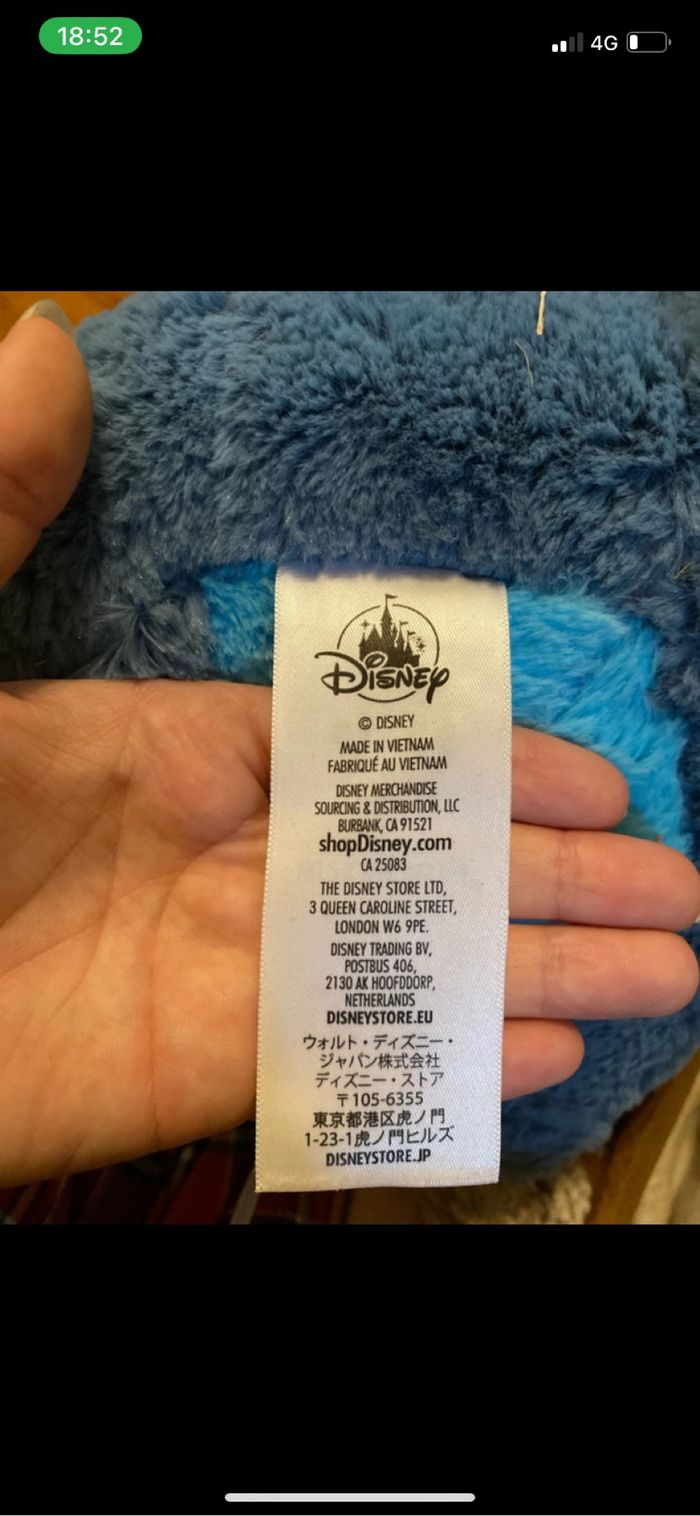 18:52
4G
Disney
© DISNEY
MADE IN VIETNAM
FABRIQUÉ AU VIETNAM
DISNEY MERCHANDISE
SOURCING & DISTRIBUTION, LLC
BURBANK, CA 91521
shopDisney.com
CA 25083
THE DISNEY STORE LTD,
3 QUEEN CAROLINE STREET,
LONDON W6 9PE.
DISNEY TRADING BV,
POSTBUS 406,
2130 AK HOOFDDORP,
NETHERLANDS
DISNEYSTORE.EU
ウォルト・ディズニー・
ジャパン株式会社
ディズニー・ストア
〒105-6355
東京都港区虎ノ門
1-23-1虎ノ門ヒルズ
DISNEYSTORE.JP